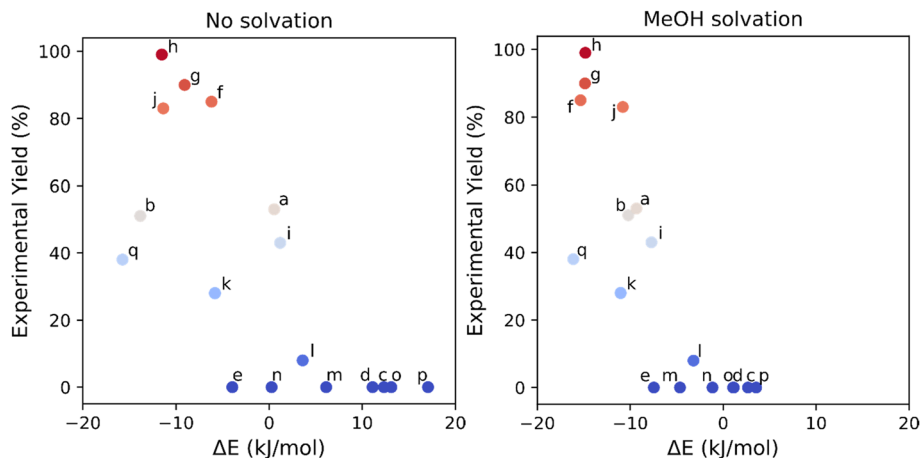 No solvation
Experimental Yield (%)
100
80
60
40
20
0
h
g
f
j
b
a
q
i
k
l
e
n
m
d
c
o
p
−20
−10
0
10
20
ΔE (kJ/mol)
MeOH solvation
Experimental Yield (%)
100
80
60
40
20
0
h
g
f
j
b
a
q
i
k
l
e
m
n
o
d
c
p
−20
−10
0
10
20
ΔE (kJ/mol)